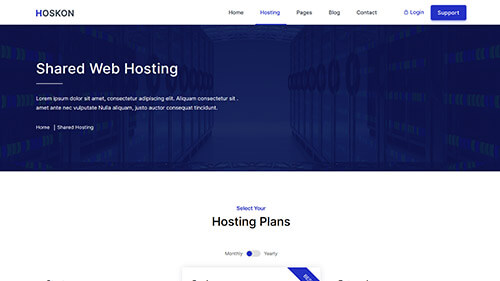 HOSKON
Home Hosting Pages Blog Contact Login Support
Shared Web Hosting
Lorem ipsum dolor sit amet, consectetur adipiscing elit. Aliquam consectetur sit .
amet ante nec vulputate Nulla aliquam, justo auctor consequat tincidunt.
Home | Shared Hosting
Select Your
Hosting Plans
Monthly Yearly